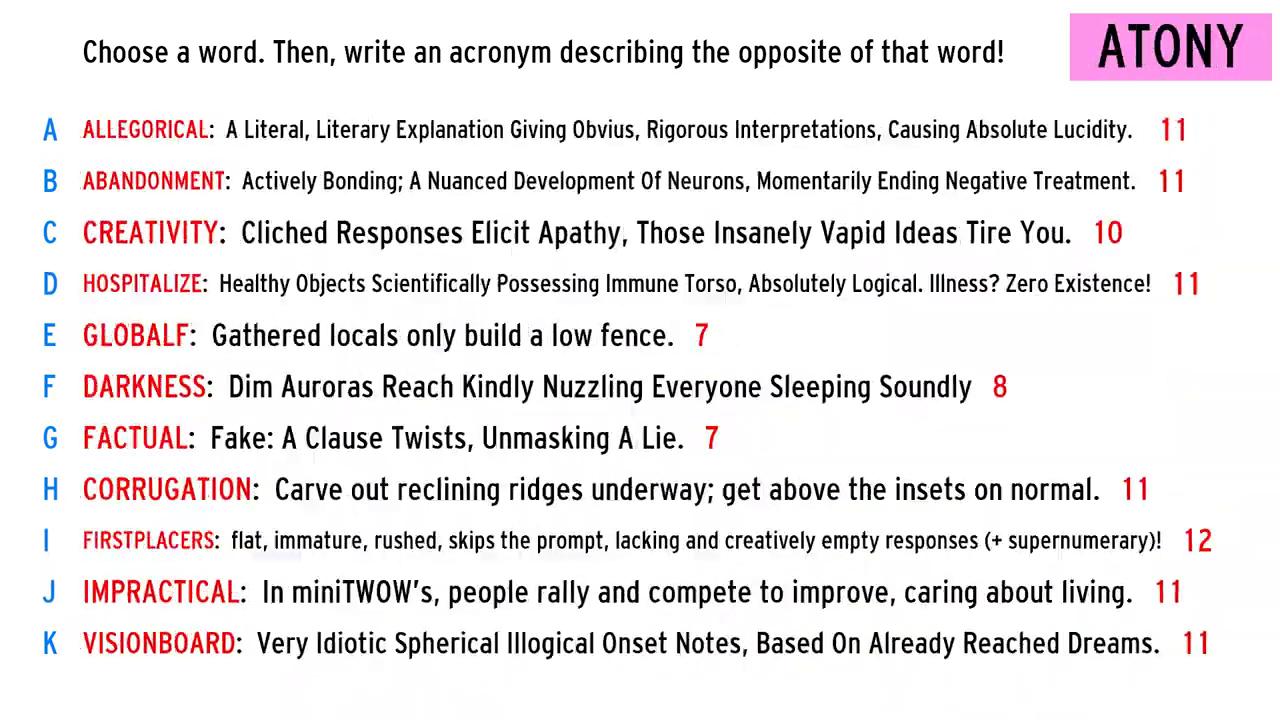 Choose a word. Then, write an acronym describing the opposite of that word!
ATONY
A ALLEGORICAL: A Literal, Literary Explanation Giving Obvius, Rigorous Interpretations, Causing Absolute Lucidity. 11
B ABANDONMENT: Actively Bonding; A Nuanced Development Of Neurons, Momentarily Ending Negative Treatment. 11
C CREATIVITY: Cliched Responses Elicit Apathy, Those Insanely Vapid Ideas Tire You. 10
D HOSPITALIZE: Healthy Objects Scientifically Possessing Immune Torso, Absolutely Logical. Illness? Zero Existence! 11
E GLOBALF: Gathered locals only build a low fence. 7
F DARKNESS: Dim Auroras Reach Kindly Nuzzling Everyone Sleeping Soundly 8
G FACTUAL: Fake: A Clause Twists, Unmasking A Lie. 7
H CORRUGATION: Carve out reclining ridges underway; get above the insets on normal. 11
I FIRSTPLACERS: flat, immature, rushed, skips the prompt, lacking and creatively empty responses (+ supernumerary)! 12
J IMPRACTICAL: In miniTWOW's, people rally and compete to improve, caring about living. 11
K VISIONBOARD: Very Idiotic Spherical Illogical Onset Notes, Based On Already Reached Dreams. 11